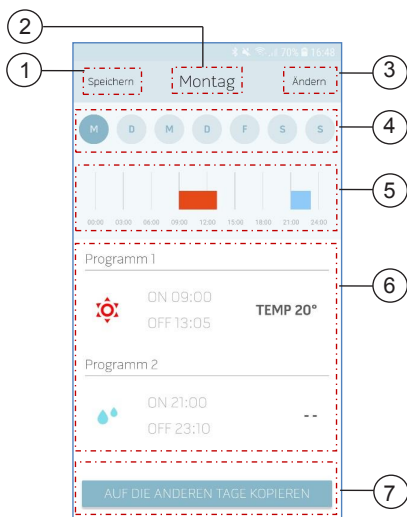 2
70% 15:48
1
Speichern
Montag
Ändern
3
M D M D F S S
4
5
00:00 03:00 06:00 09:00 12:00 15:00 18:00 21:00 24:00
Programm 1
6
ON 09:00
TEMP 20°
OFF 13:05
Programm 2
ON 21:00
--
OFF 23:10
AUF DIE ANDEREN TAGE KOPIEREN
7